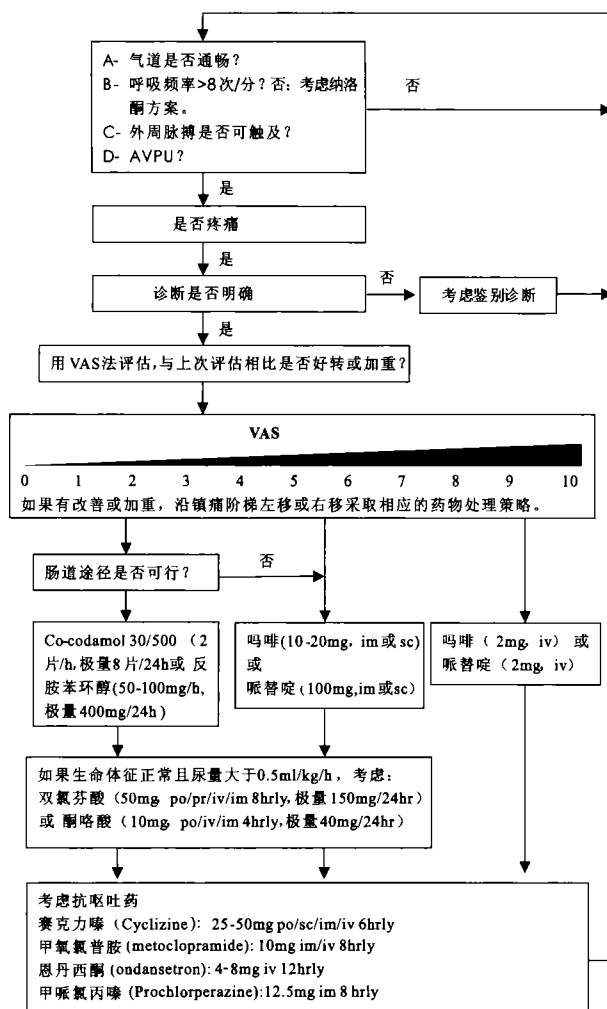 A- 气道是否通畅?
B- 呼吸频率>8次/分?否:考虑纳洛
酮方案。
C- 外周脉搏是否可触及?
D- AVPU?
否
是
是否疼痛
是
诊断是否明确
否
考虑鉴别诊断
是
用VAS法评估,与上次评估相比是否好转或加重?
VAS
0 1 2 3 4 5 6 7 8 9 10
如果有改善或加重,沿镇痛阶梯左移或右移采取相应的药物处理策略。
肠道途径是否可行?
否
Co-codamol 30/500 (2
片/h,极量8片/24h或 反
胺苯环醇(50-100mg/h,
极量400mg/24h)
吗啡(10-20mg, im或sc)
或
哌替啶(100mg,im或sc)
吗啡(2mg, iv)或
哌替啶(2mg, iv)
如果生命体征正常且尿量大于0.5ml/kg/h,考虑:
双氯芬酸(50mg, po/pr/iv/im 8hrly,极量150mg/24hr)
或 酮咯酸(10mg, po/iv/im 4hrly,极量40mg/24hr)
考虑抗呕吐药
赛克力嗪(Cyclizine): 25-50mg po/sc/im/iv 6hrly
甲氧氯普胺(metoclopramide): 10mg im/iv 8hrly
恩丹西酮(ondansetron): 4-8mg iv 12hrly
甲哌氯丙嗪(Prochlorperazine):12.5mg im 8 hrly